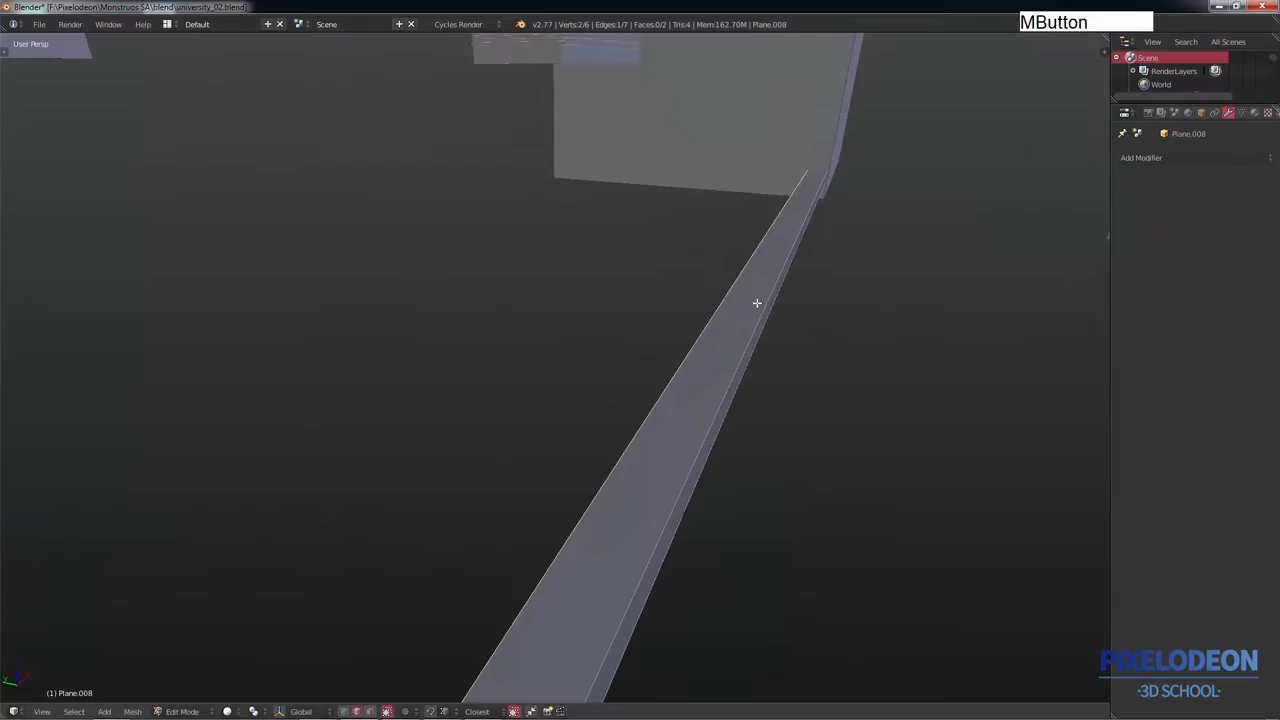 Blender* [F:\Pixelodeon\Monstruos SA\blend\university_02.blend]
MButton
File Render Window Help Default Scene Cycles Render v2.77 | Verts:2/6 | Edges:1/7 | Faces:0/2 | Tris:4 | Mem:162.70M | Plane.008
User Persp
View Search All Scenes
Scene
RenderLayers
World
Plane.008
Add Modifier
PIXELODEON
·3D SCHOOL·
(1) Plane.008
View Select Add Mesh Edit Mode Global Closest